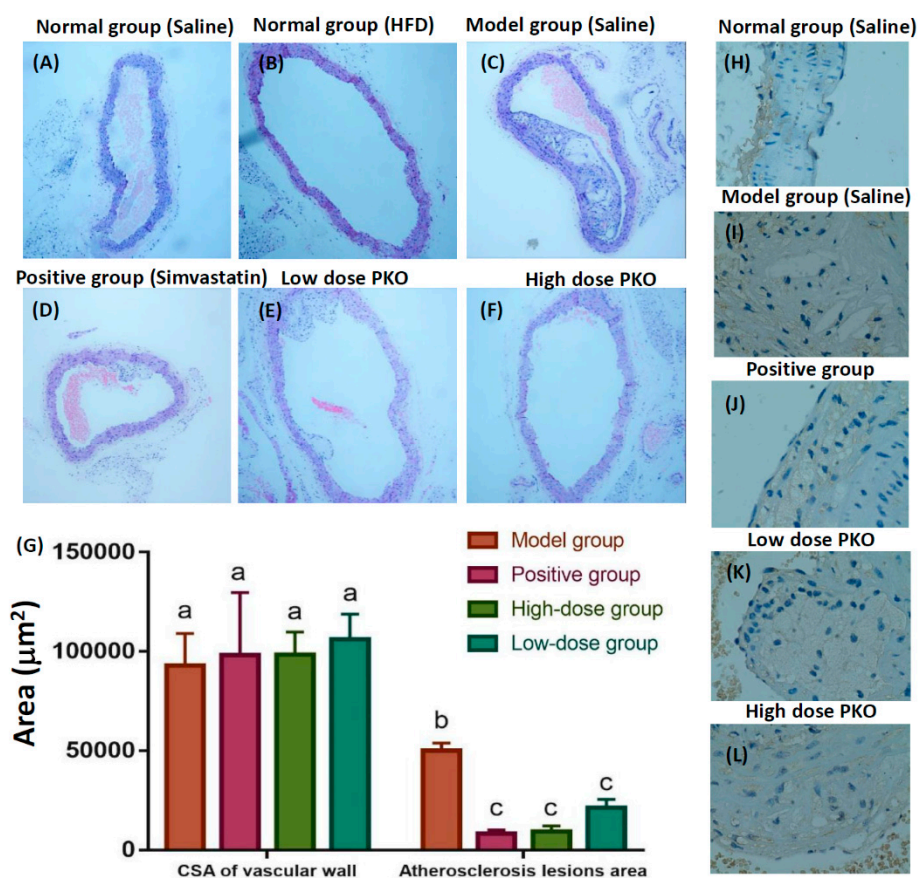 Normal group (Saline)
Normal group (HFD)
Model group (Saline)
(A)
(B)
(C)
Positive group (Simvastatin)
Low dose PKO
High dose PKO
(D)
(E)
(F)
(G)
150000
100000
50000
0
Area (μm²)
a
a
a
a
b
c
c
c
Model group
Positive group
High-dose group
Low-dose group
CSA of vascular wall
Atherosclerosis lesions area
Normal group (Saline)
(H)
Model group (Saline)
(I)
Positive group
(J)
Low dose PKO
(K)
High dose PKO
(L)